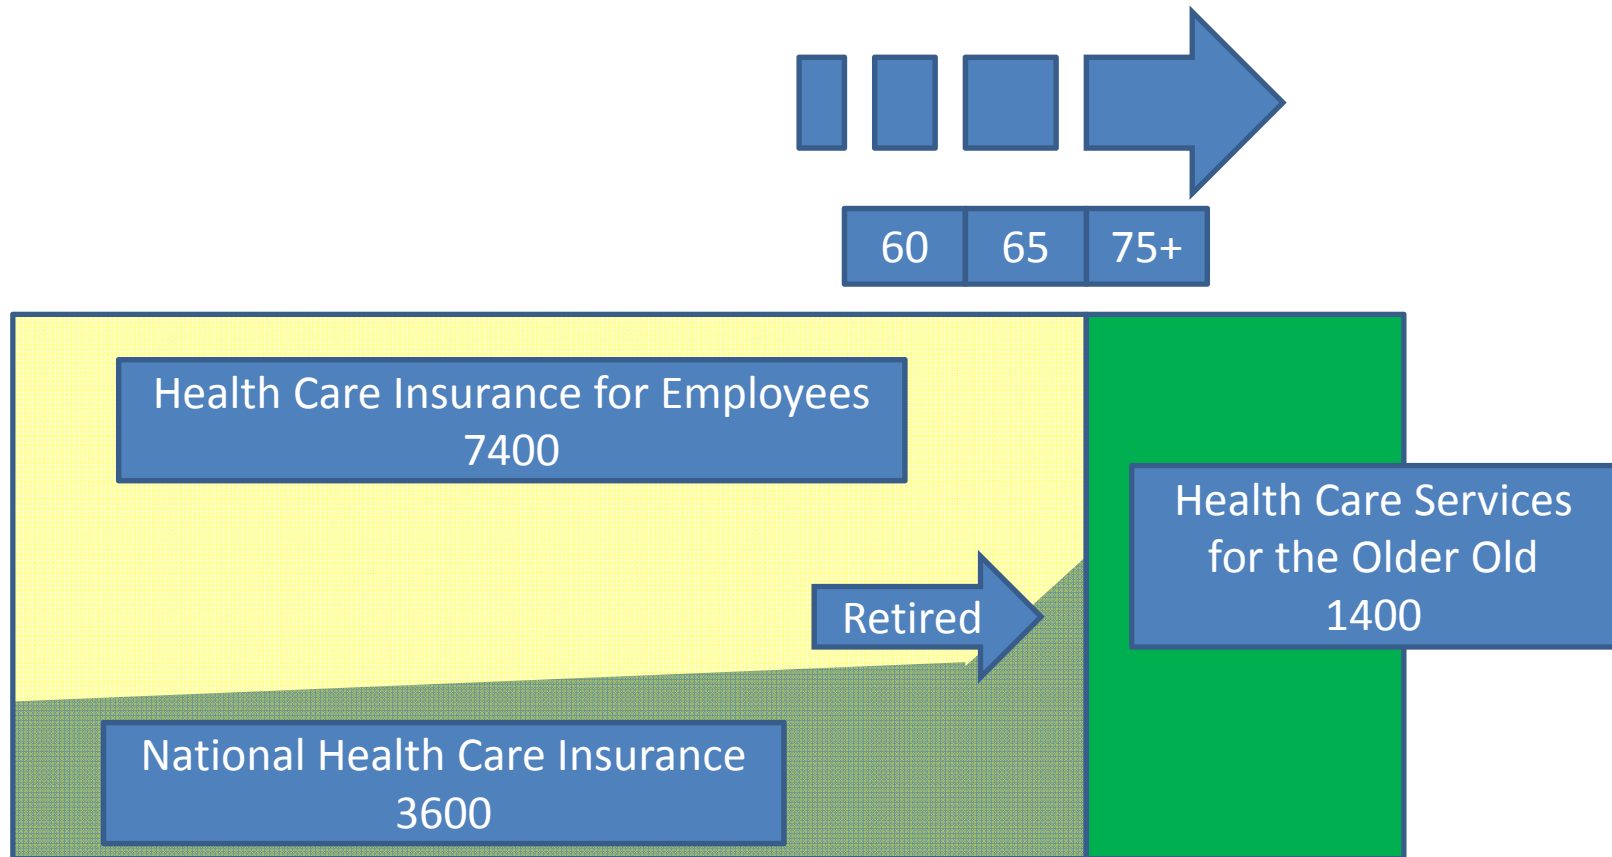 60 65 75+
Health Care Insurance for Employees
7400
Health Care Services
for the Older Old
1400
Retired
National Health Care Insurance
3600